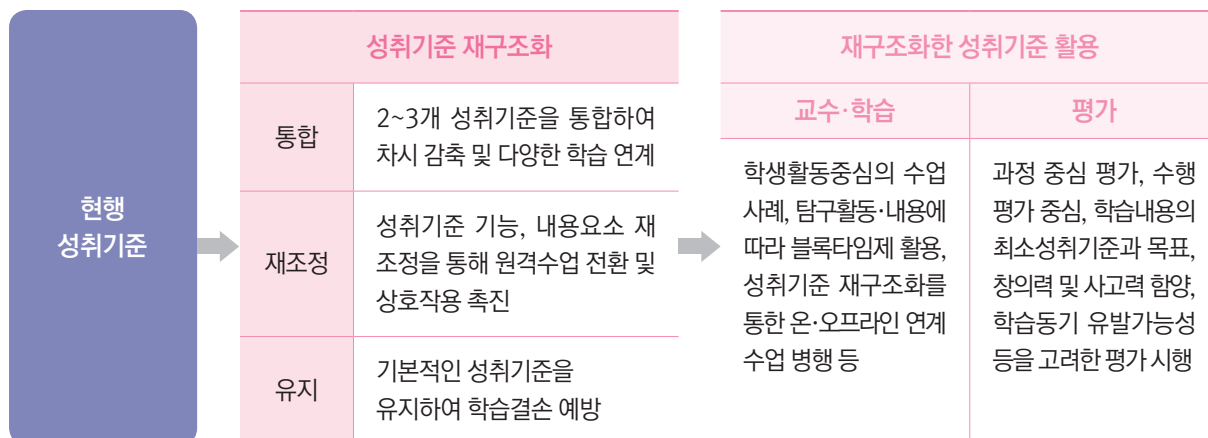 현행
성취기준
성취기준 재구조화
통합
2~3개 성취기준을 통합하여
차시 감축 및 다양한 학습 연계
재조정
성취기준 기능, 내용요소 재
조정을 통해 원격수업 전환 및
상호작용 촉진
유지
기본적인 성취기준을
유지하여 학습결손 예방
재구조화한 성취기준 활용
교수·학습
학생활동중심의 수업
사례, 탐구활동·내용에
따라 블록타임제 활용,
성취기준 재구조화를
통한 온·오프라인 연계
수업 병행 등
평가
과정 중심 평가, 수행
평가 중심, 학습내용의
최소성취기준과 목표,
창의력 및 사고력 함양,
학습동기 유발가능성
등을 고려한 평가 시행